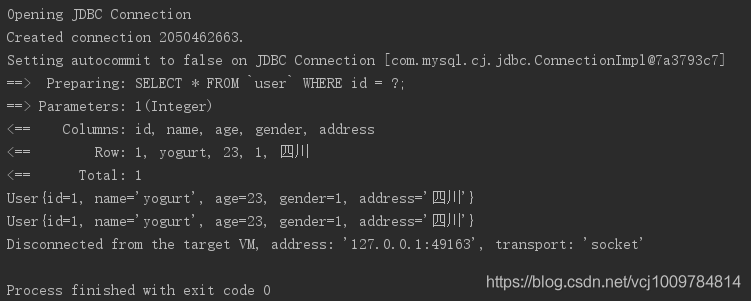 Opening JDBC Connection
Created connection 2050462663.
Setting autocommit to false on JDBC Connection [com.mysql.cj.jdbc.ConnectionImpl@7a3793c7]
==>  Preparing: SELECT * FROM `user` WHERE id = ?;
==> Parameters: 1(Integer)
<==    Columns: id, name, age, gender, address
<==        Row: 1, yogurt, 23, 1, 四川
<==      Total: 1
User{id=1, name='yogurt', age=23, gender=1, address='四川'}
User{id=1, name='yogurt', age=23, gender=1, address='四川'}
Disconnected from the target VM, address: '127.0.0.1:49163', transport: 'socket'
Process finished with exit code 0
https://blog.csdn.net/vcj1009784814